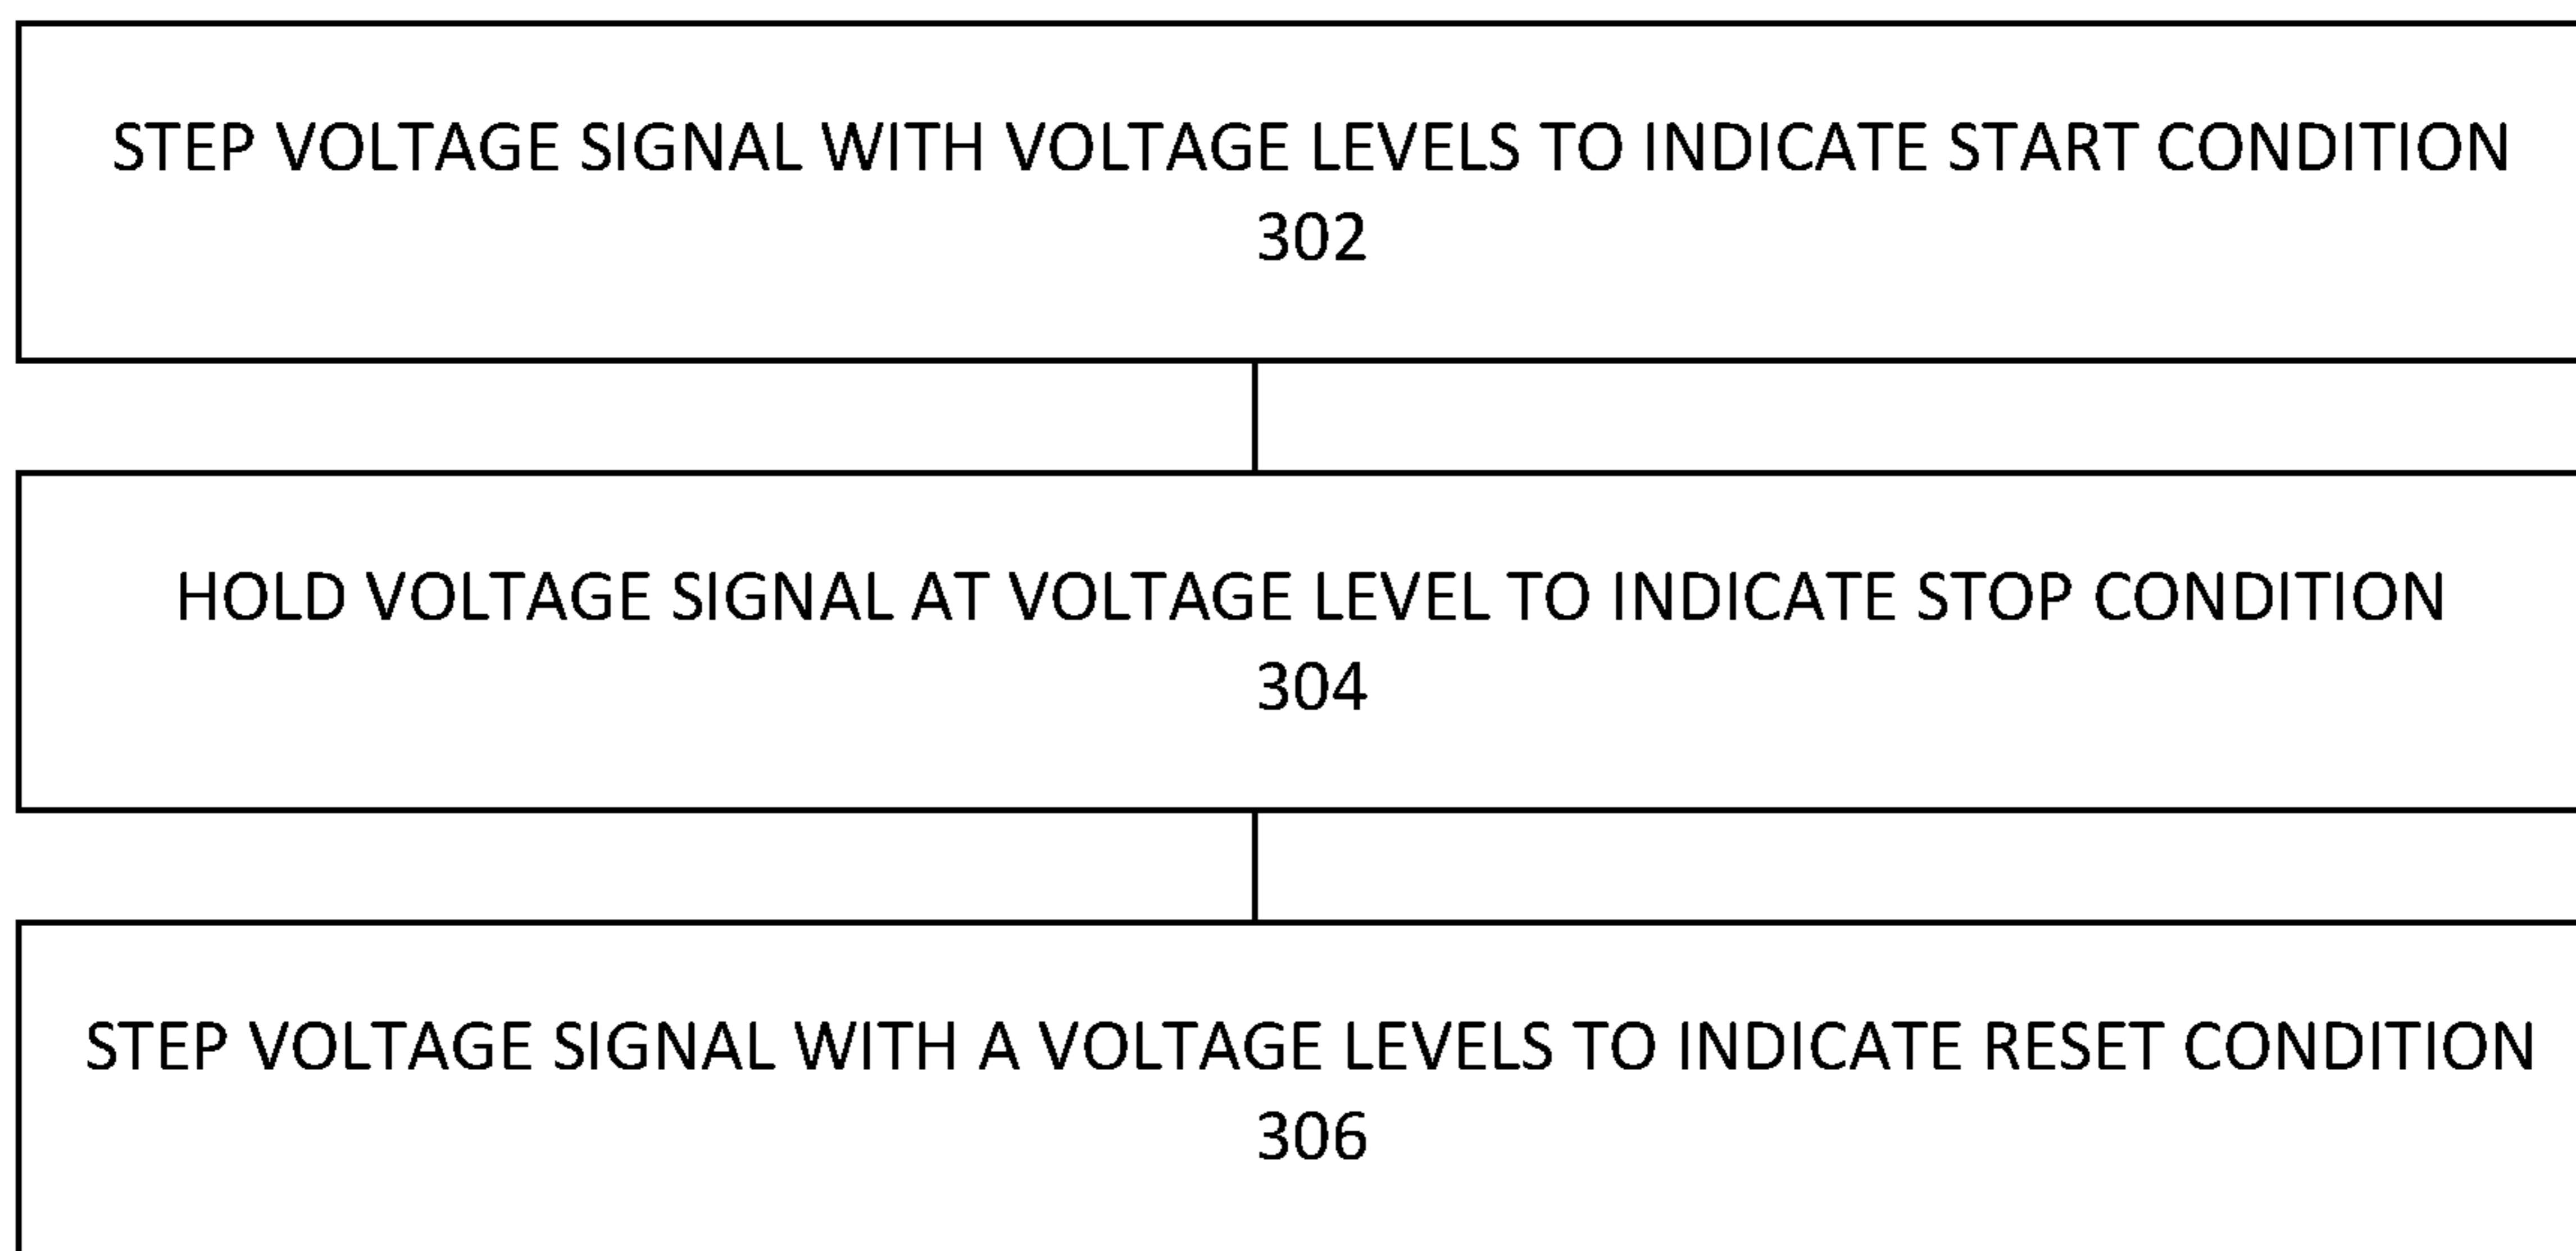 STEP VOLTAGE SIGNAL WITH VOLTAGE LEVELS TO INDICATE START CONDITION
302
HOLD VOLTAGE SIGNAL AT VOLTAGE LEVEL TO INDICATE STOP CONDITION
304
STEP VOLTAGE SIGNAL WITH A VOLTAGE LEVELS TO INDICATE RESET CONDITION
306